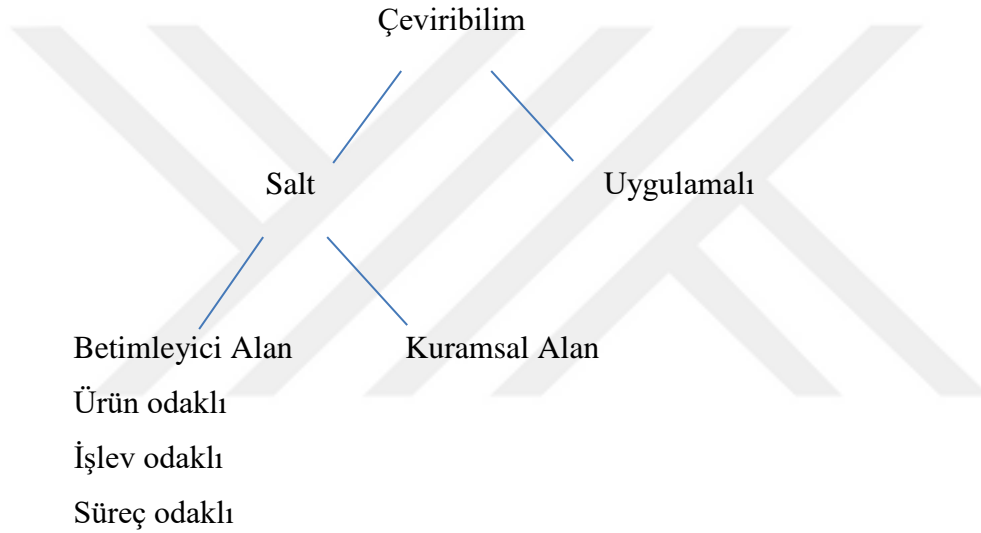 Çeviribilim
Salt Uygulamalı
Betimleyici Alan Kuramsal Alan
Ürün odaklı
İşlev odaklı
Süreç odaklı